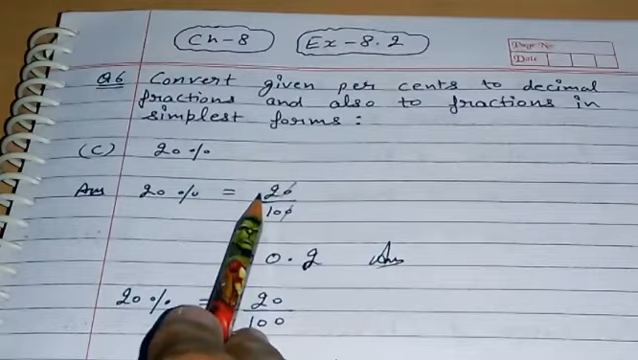 Ch-8 Ex-8.2
Page No.
Date
Q6 Convert given per cents to decimal
fractions and also to fractions in
simplest forms:
(C) 20%
Ans 20% = 20
100
0.2 Ans
20% = 20
100